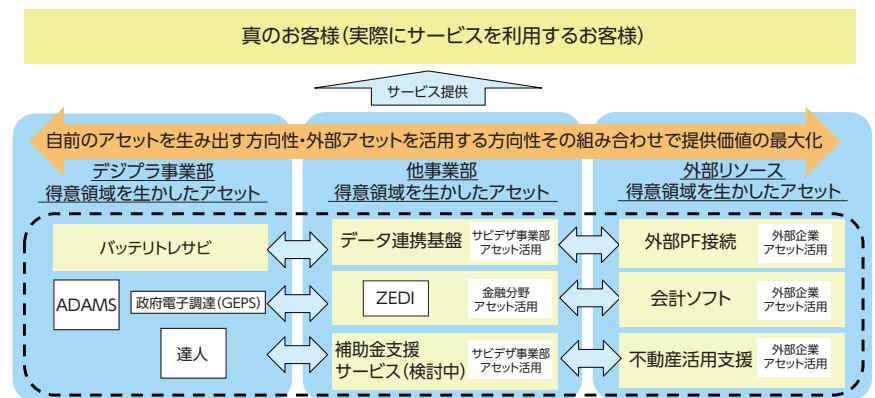 真のお客様(実際にサービスを利用するお客様)
サービス提供
自前のアセットを生み出す方向性・外部アセットを活用する方向性その組み合わせで提供価値の最大化
デジプラ事業部
得意領域を生かしたアセット
他事業部
得意領域を生かしたアセット
外部リソース
得意領域を生かしたアセット
バッテリトレサビ
データ連携基盤
サビデザ事業部
アセット活用
外部PF接続
外部企業
アセット活用
ADAMS
政府電子調達(GEPS)
ZEDI
金融分野
アセット活用
会計ソフト
外部企業
アセット活用
達人
補助金支援
サービス(検討中)
サビデザ事業部
アセット活用
不動産活用支援
外部企業
アセット活用